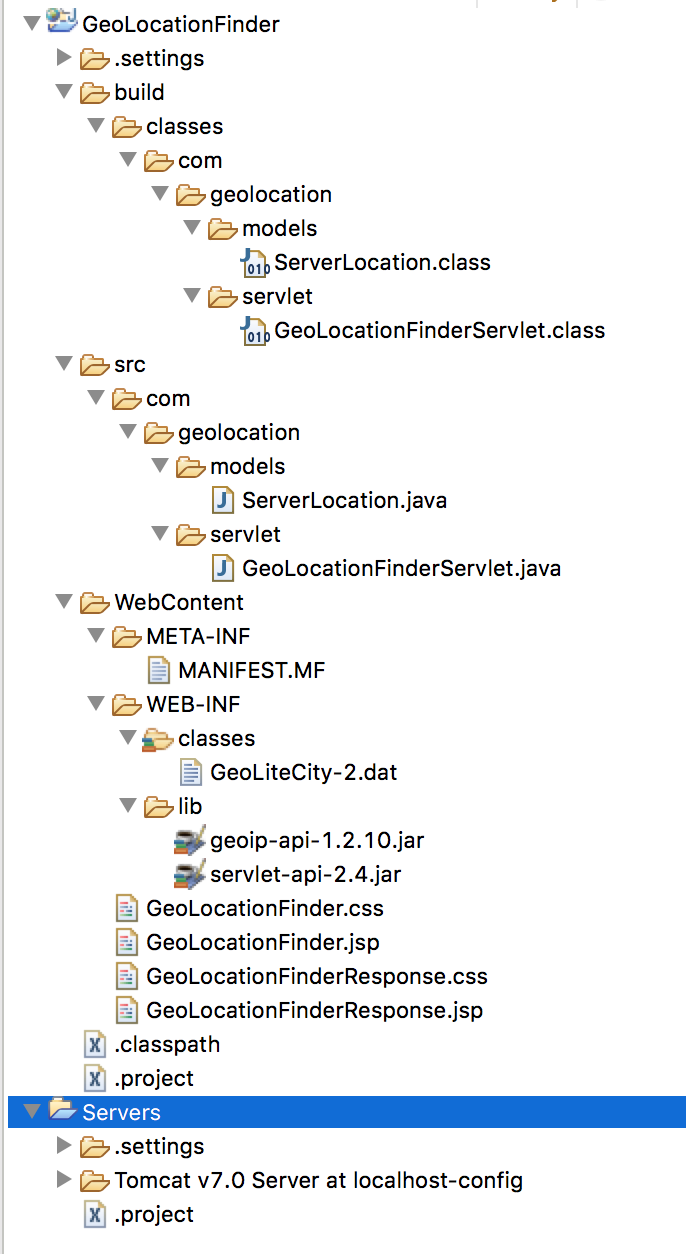 GeoLocationFinder
.settings
build
classes
com
geolocation
models
ServerLocation.class
servlet
GeoLocationFinderServlet.class
src
com
geolocation
models
ServerLocation.java
servlet
GeoLocationFinderServlet.java
WebContent
META-INF
MANIFEST.MF
WEB-INF
classes
GeoLiteCity-2.dat
lib
geoip-api-1.2.10.jar
servlet-api-2.4.jar
GeoLocationFinder.css
GeoLocationFinder.jsp
GeoLocationFinderResponse.css
GeoLocationFinderResponse.jsp
.classpath
.project
Servers
.settings
Tomcat v7.0 Server at localhost-config
.project